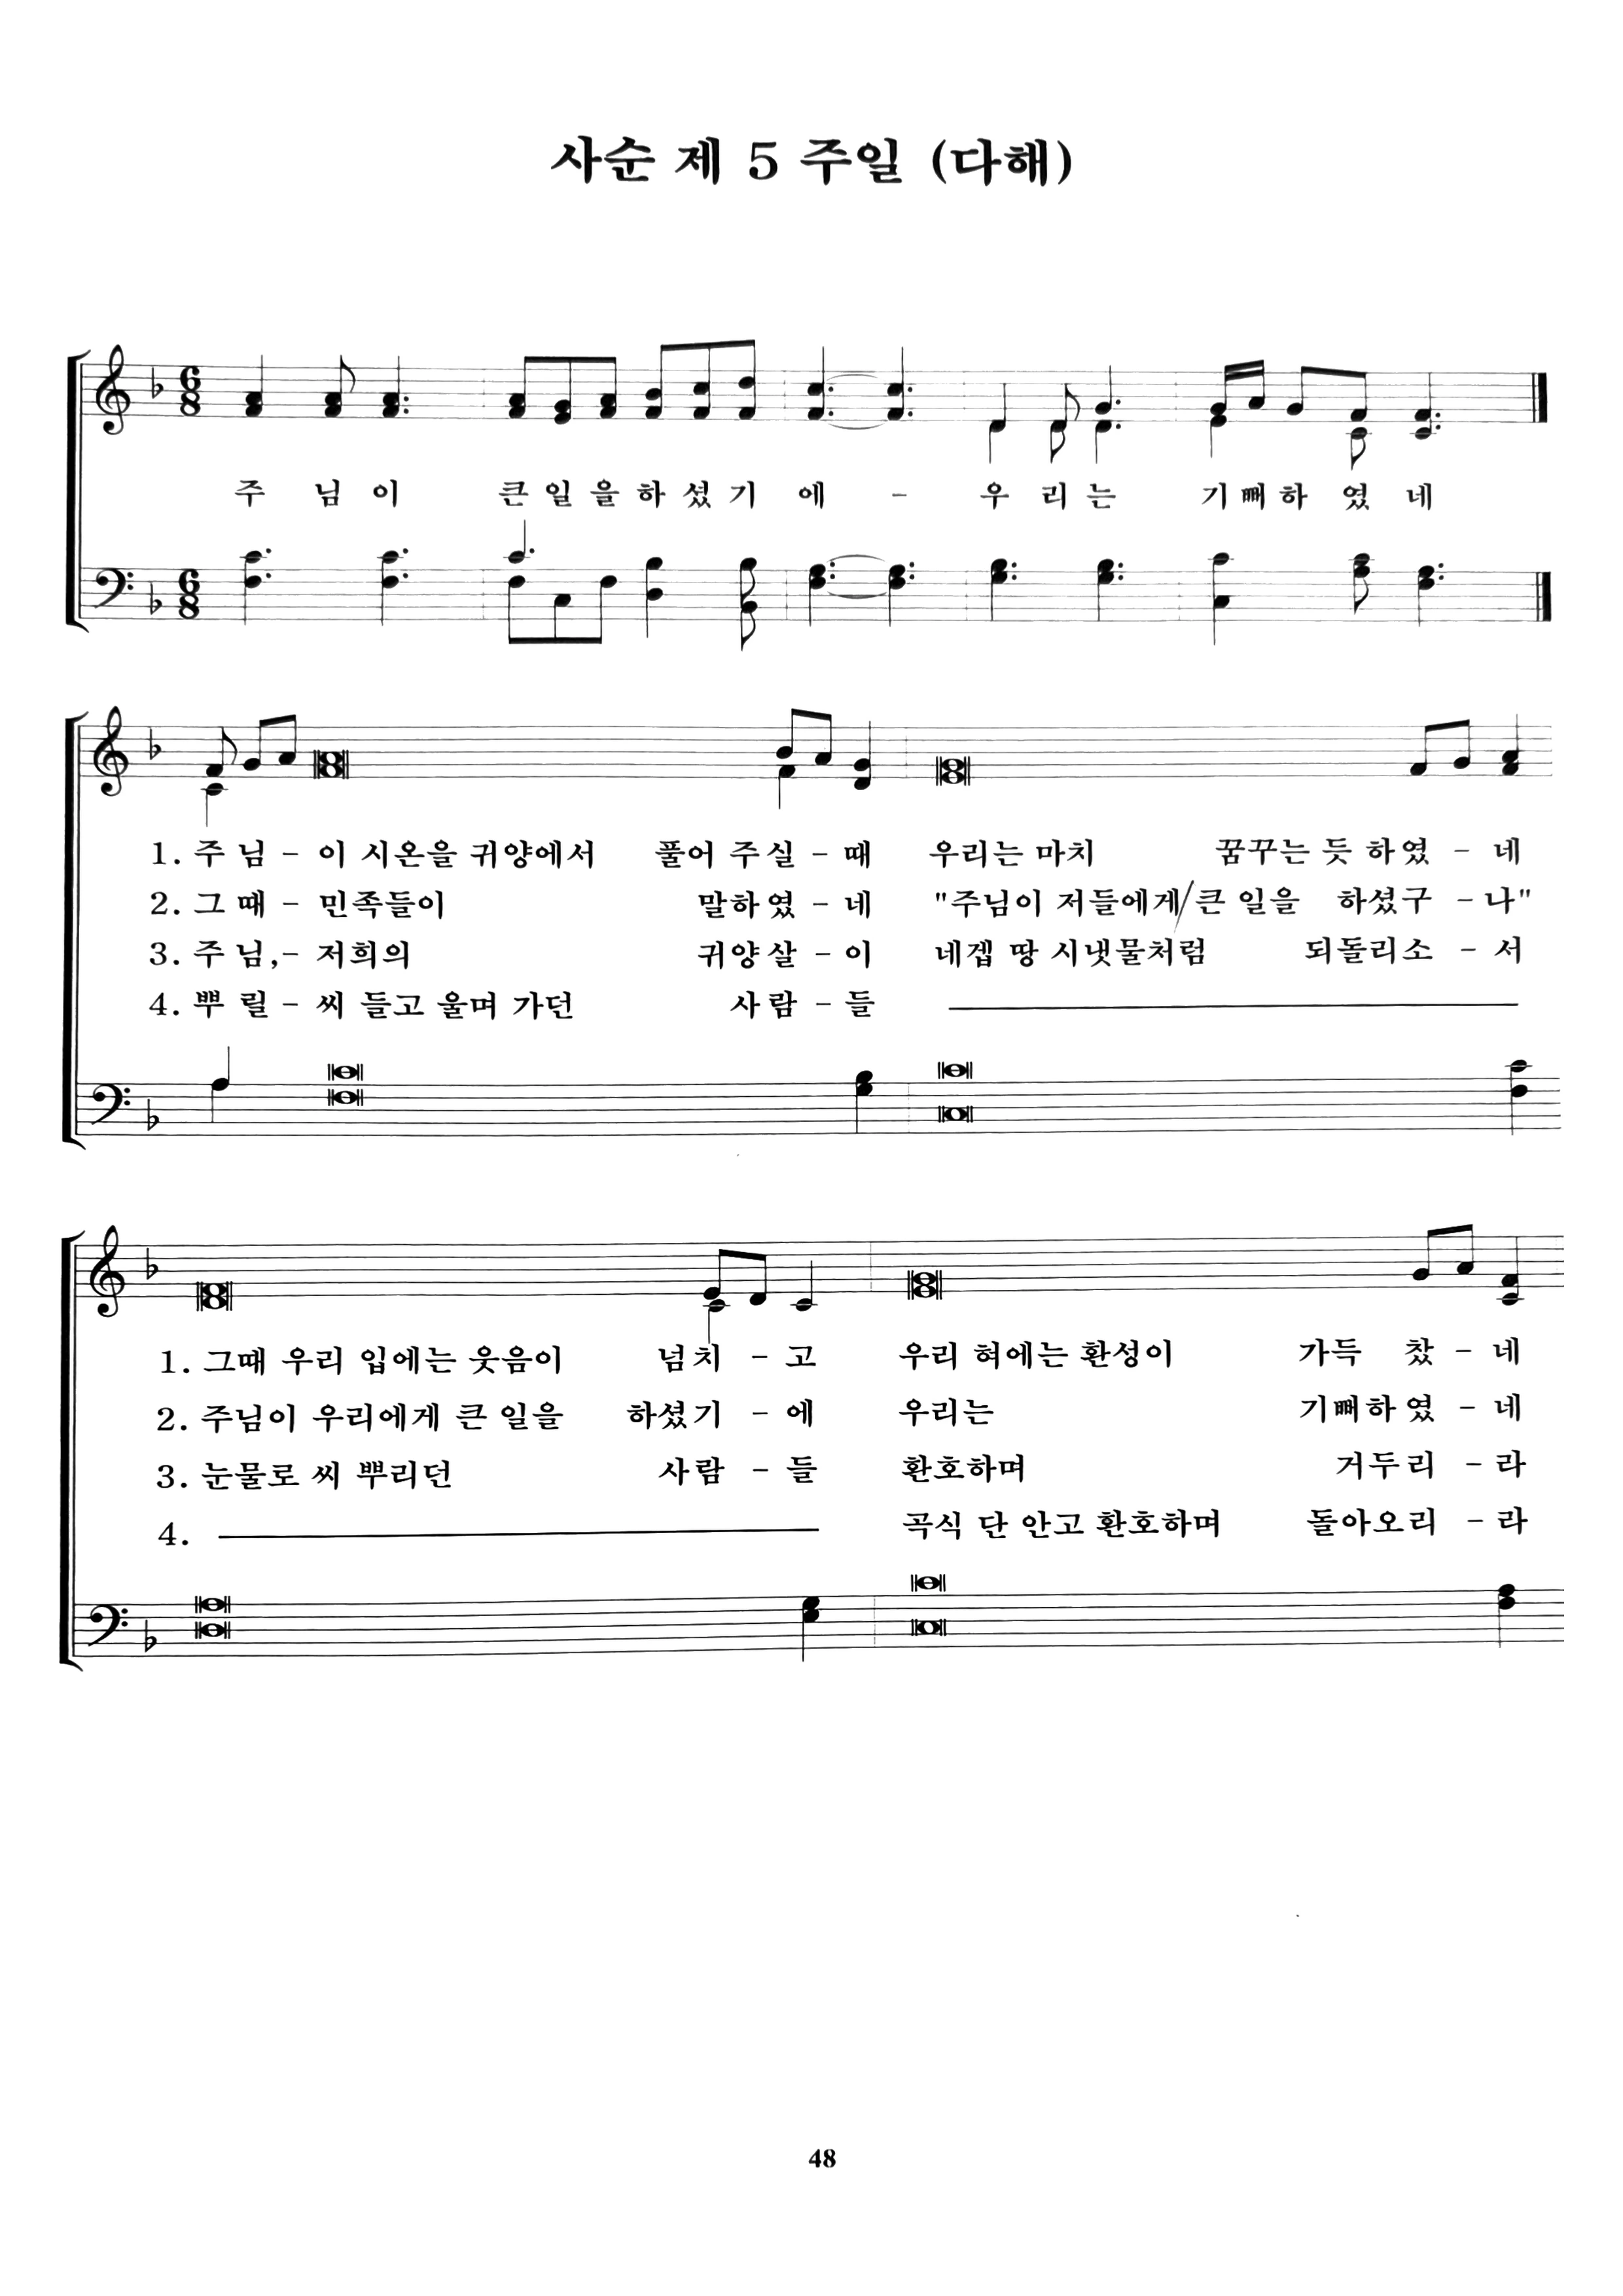 사순 제 5 주일 (다해)
주 님 이 큰 일 을 하 셨 기 에 - 우 리 는 기 뻐 하 였 네
1. 주 님 - 이 시온을 귀양에서 풀어 주 실 - 때 우리는 마치 꿈꾸는 듯 하 였 - 네
2. 그 때 - 민족들이 말하 였 - 네 "주님이 저들에게/큰 일을 하셨구 - 나"
3. 주 님,- 저희의 귀양살 - 이 네겝 땅 시냇물처럼 되돌리소 - 서
4. 뿌 릴 - 씨 들고 울며 가던 사 람 - 들
1. 그때 우리 입에는 웃음이 넘치 - 고 우리 혀에는 환성이 가득 찼 - 네
2. 주님이 우리에게 큰 일을 하셨기 - 에 우리는 기뻐하 였 - 네
3. 눈물로 씨 뿌리던 사람 - 들 환호하며 거두리 - 라
4. 곡식 단 안고 환호하며 돌아오리 - 라
48